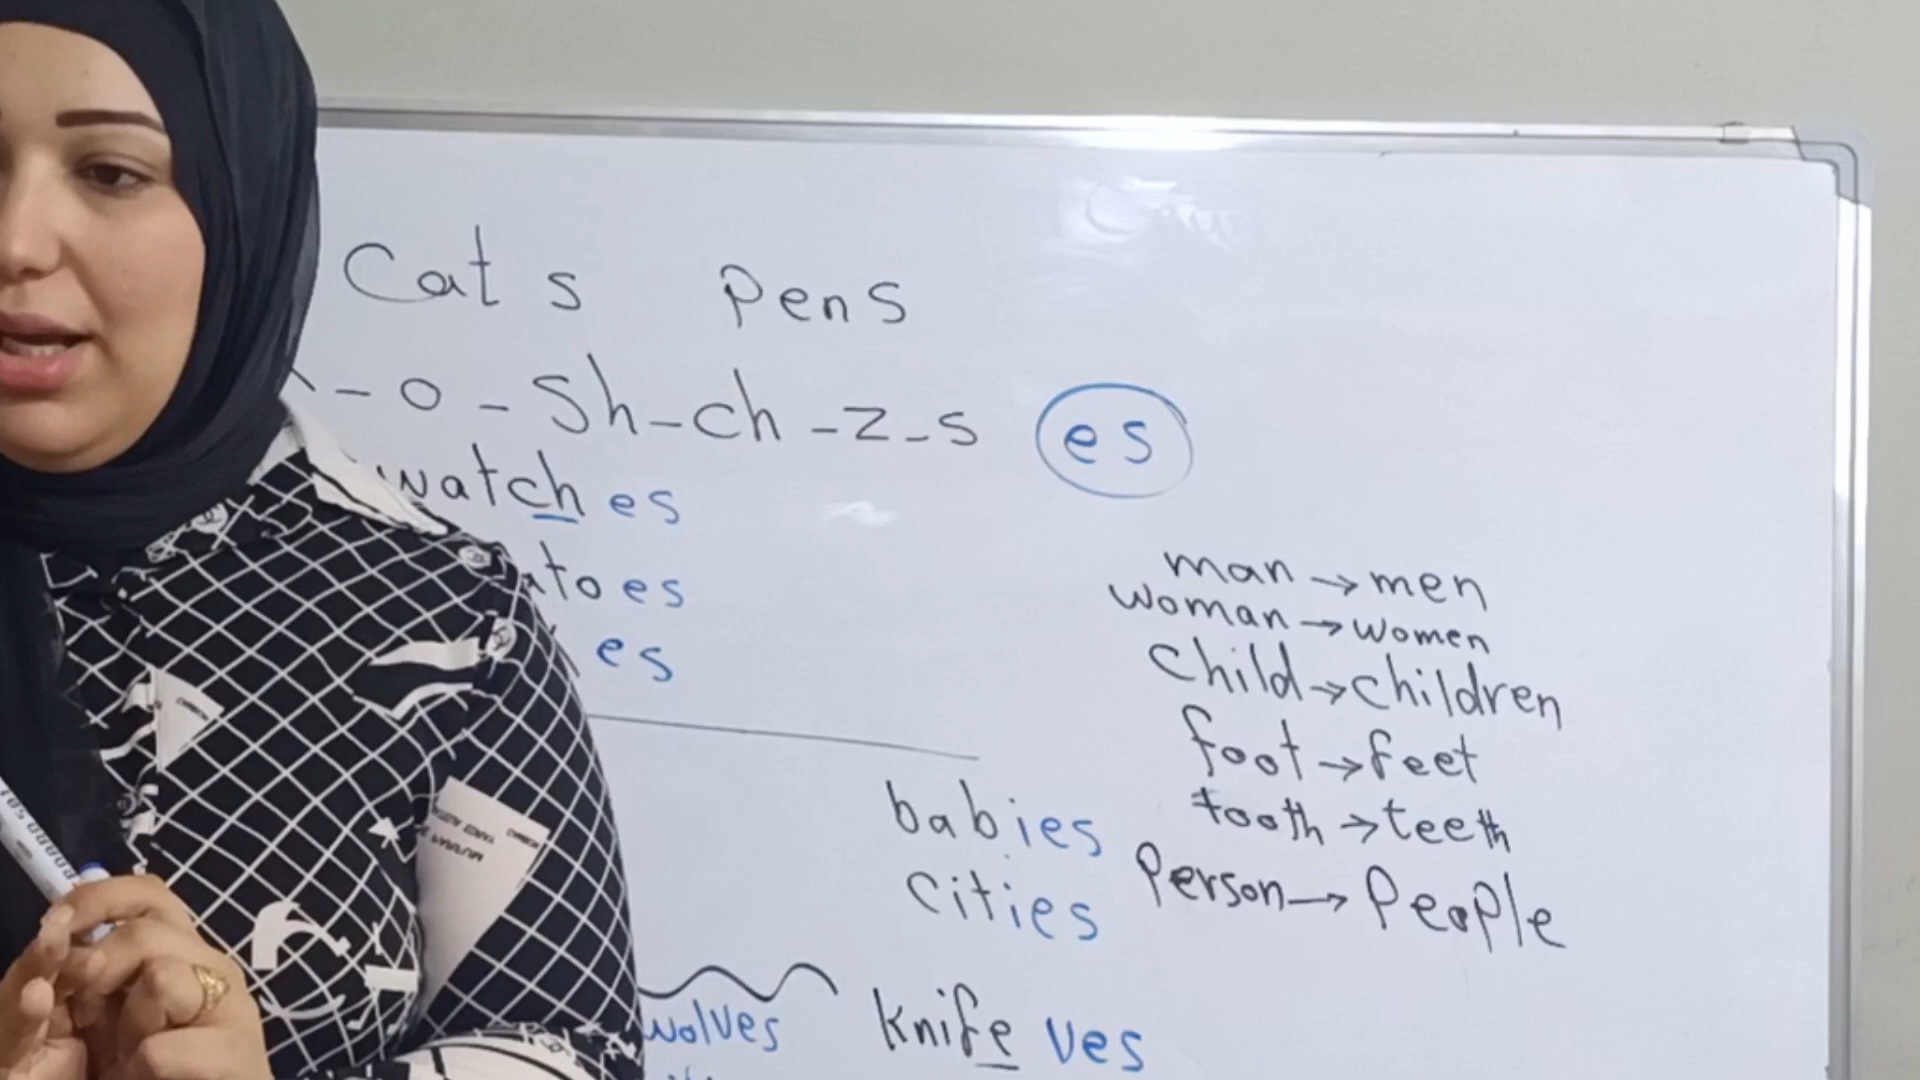 Cats pens
- o - sh - ch - z - s es
watches
toes
es
man → men
woman → women
child → children
foot → feet
tooth → teeth
Person → People
babies
cities
wolves knife ves